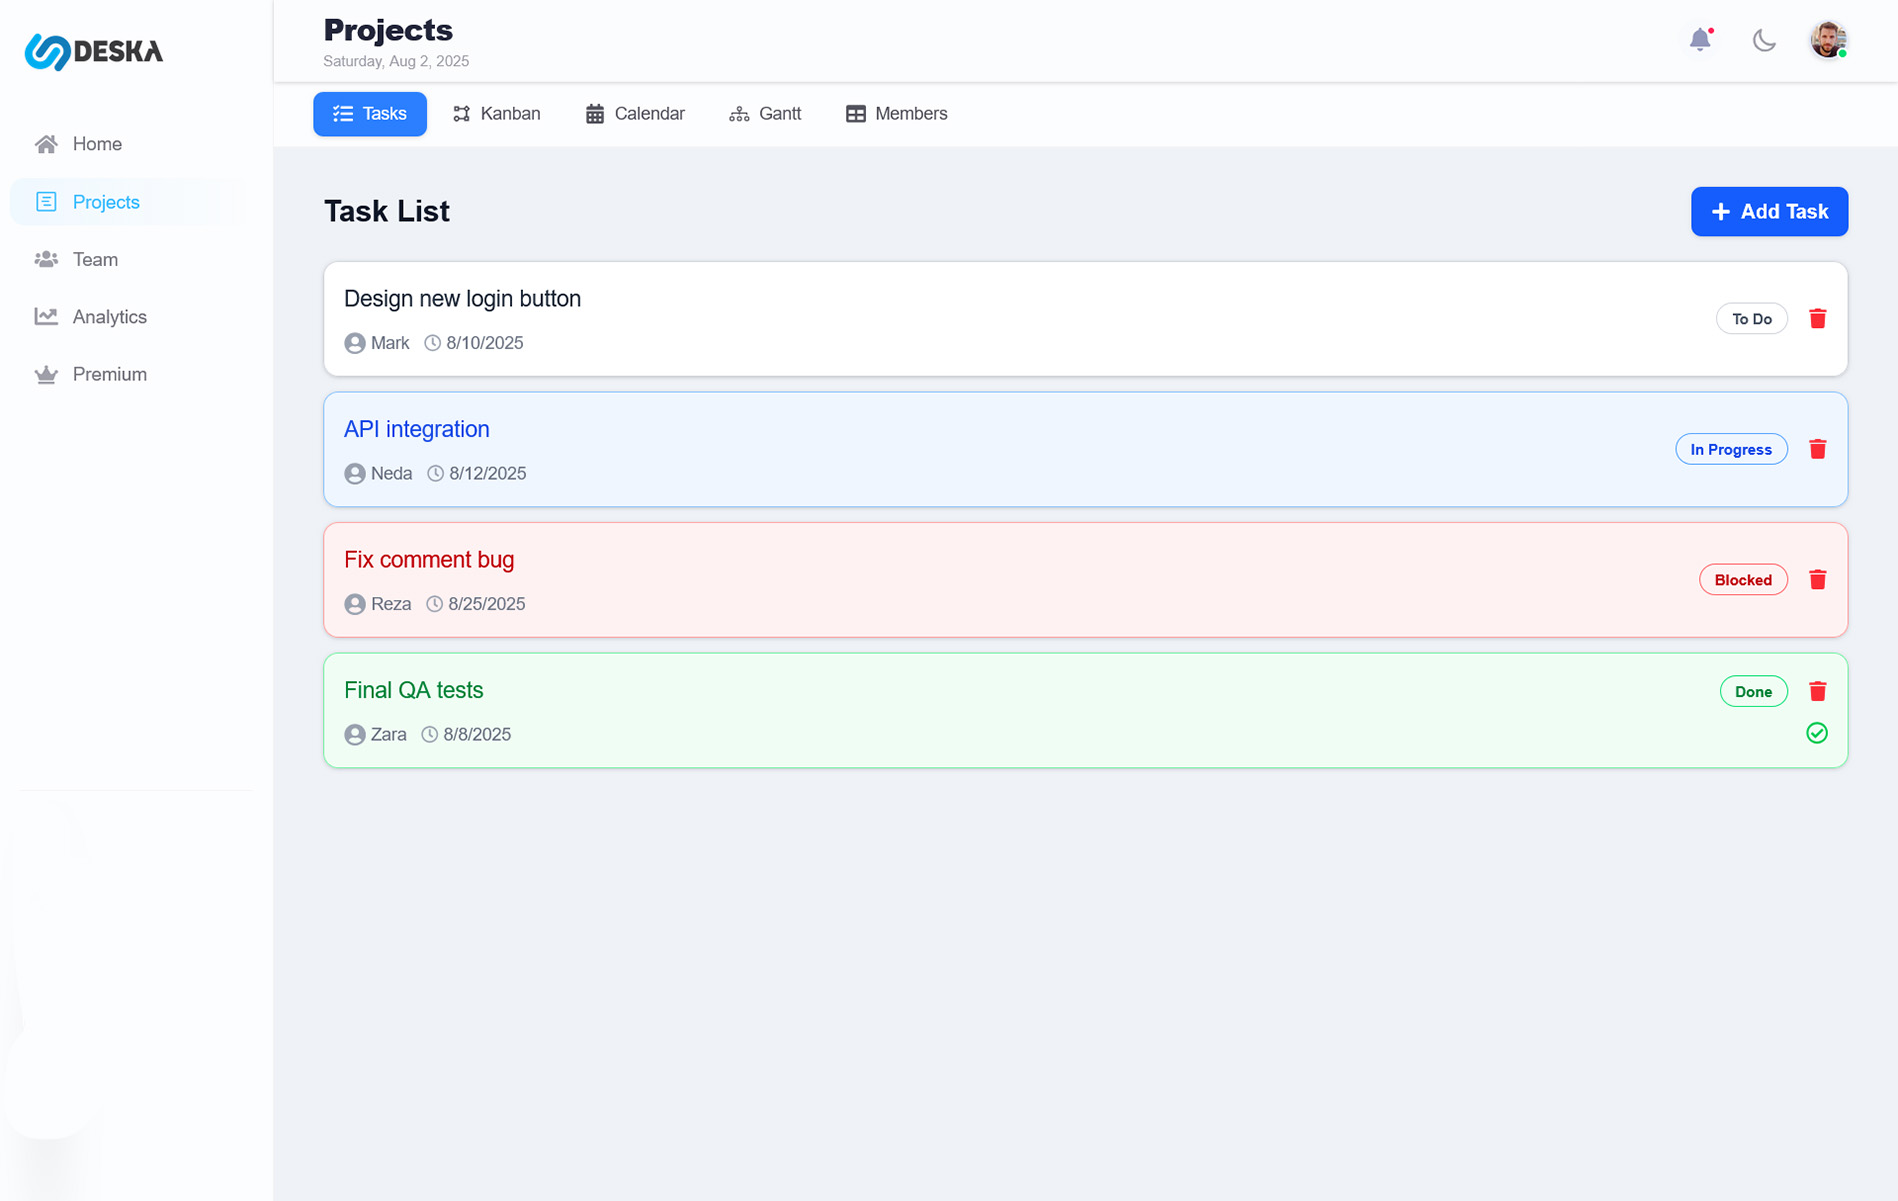 DESKA
Home
Projects
Team
Analytics
Premium
Projects
Saturday, Aug 2, 2025
Tasks
Kanban
Calendar
Gantt
Members
Task List
Add Task
Design new login button
Mark 8/10/2025
To Do
API integration
Neda 8/12/2025
In Progress
Fix comment bug
Reza 8/25/2025
Blocked
Final QA tests
Zara 8/8/2025
Done